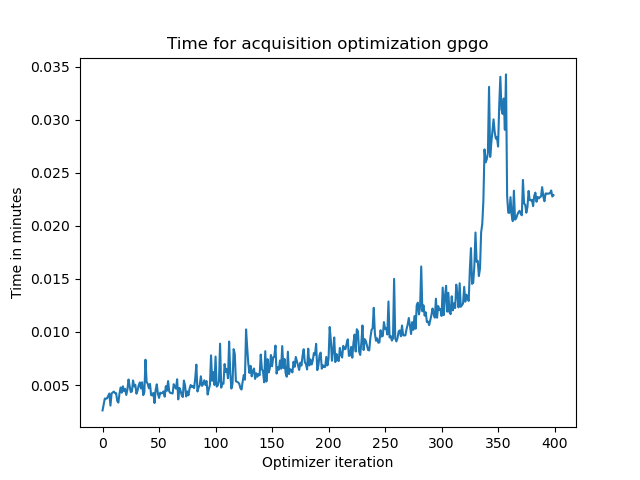 Time for acquisition optimization gpgo
0.035
0.030
0.025
0.020
0.015
0.010
0.005
Time in minutes
0 50 100 150 200 250 300 350 400
Optimizer iteration